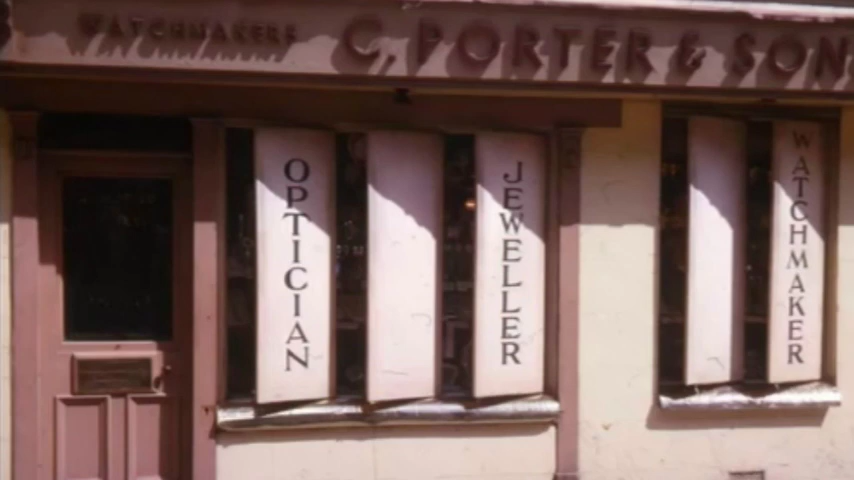 WATCHMAKERS C. PORTER & SON
OPTICIAN
JEWELLER
WATCHMAKER